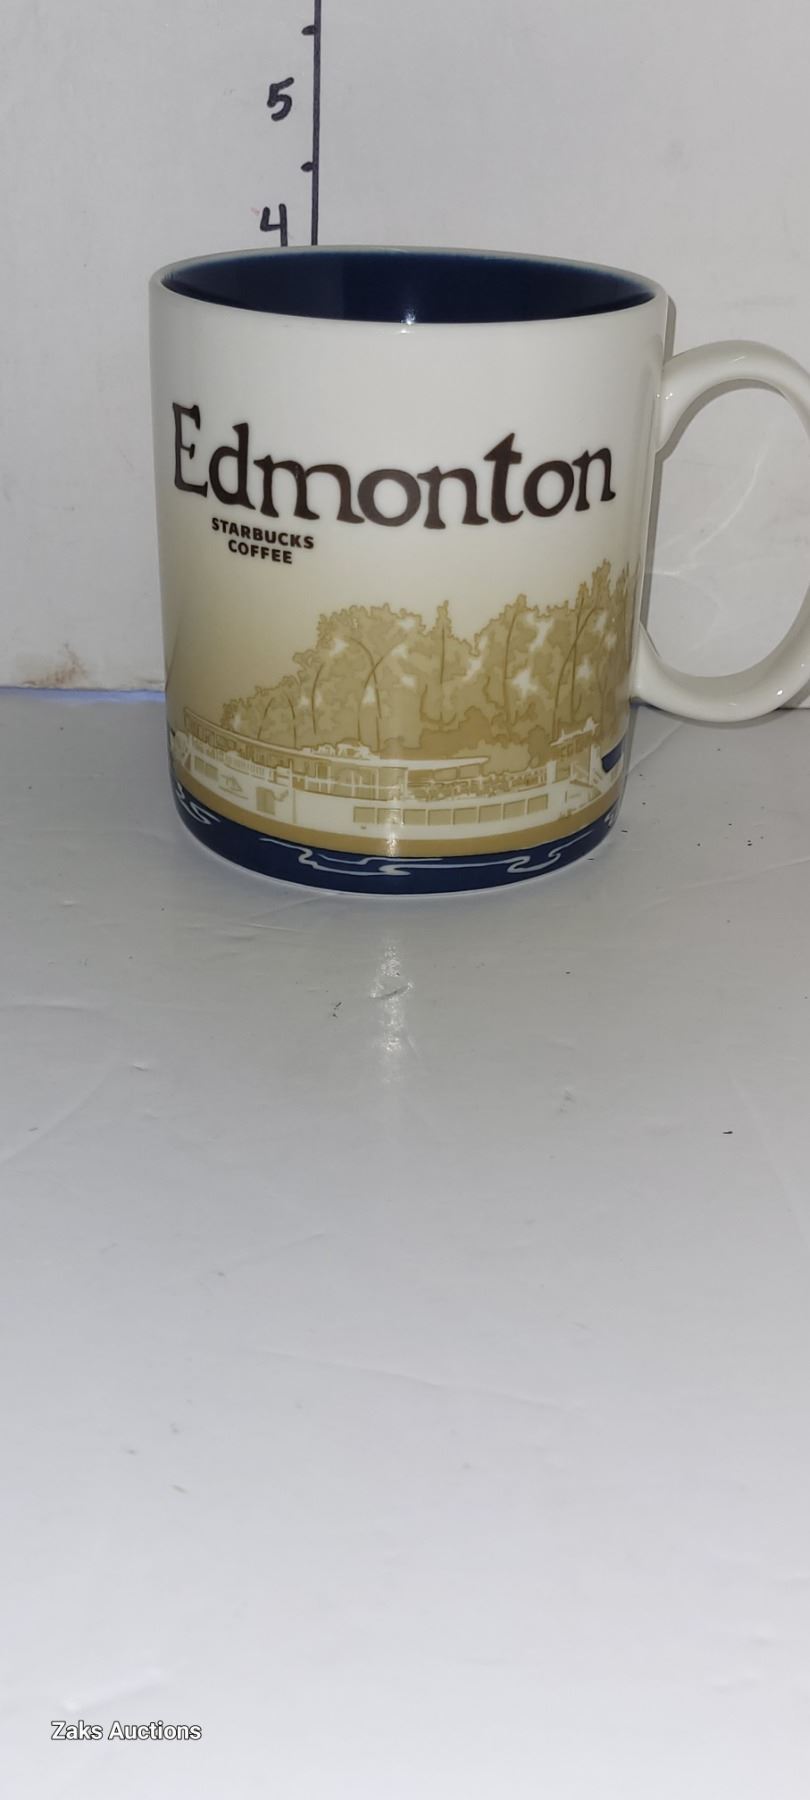 5
4
Edmonton
STARBUCKS
COFFEE
Zaks Auctions